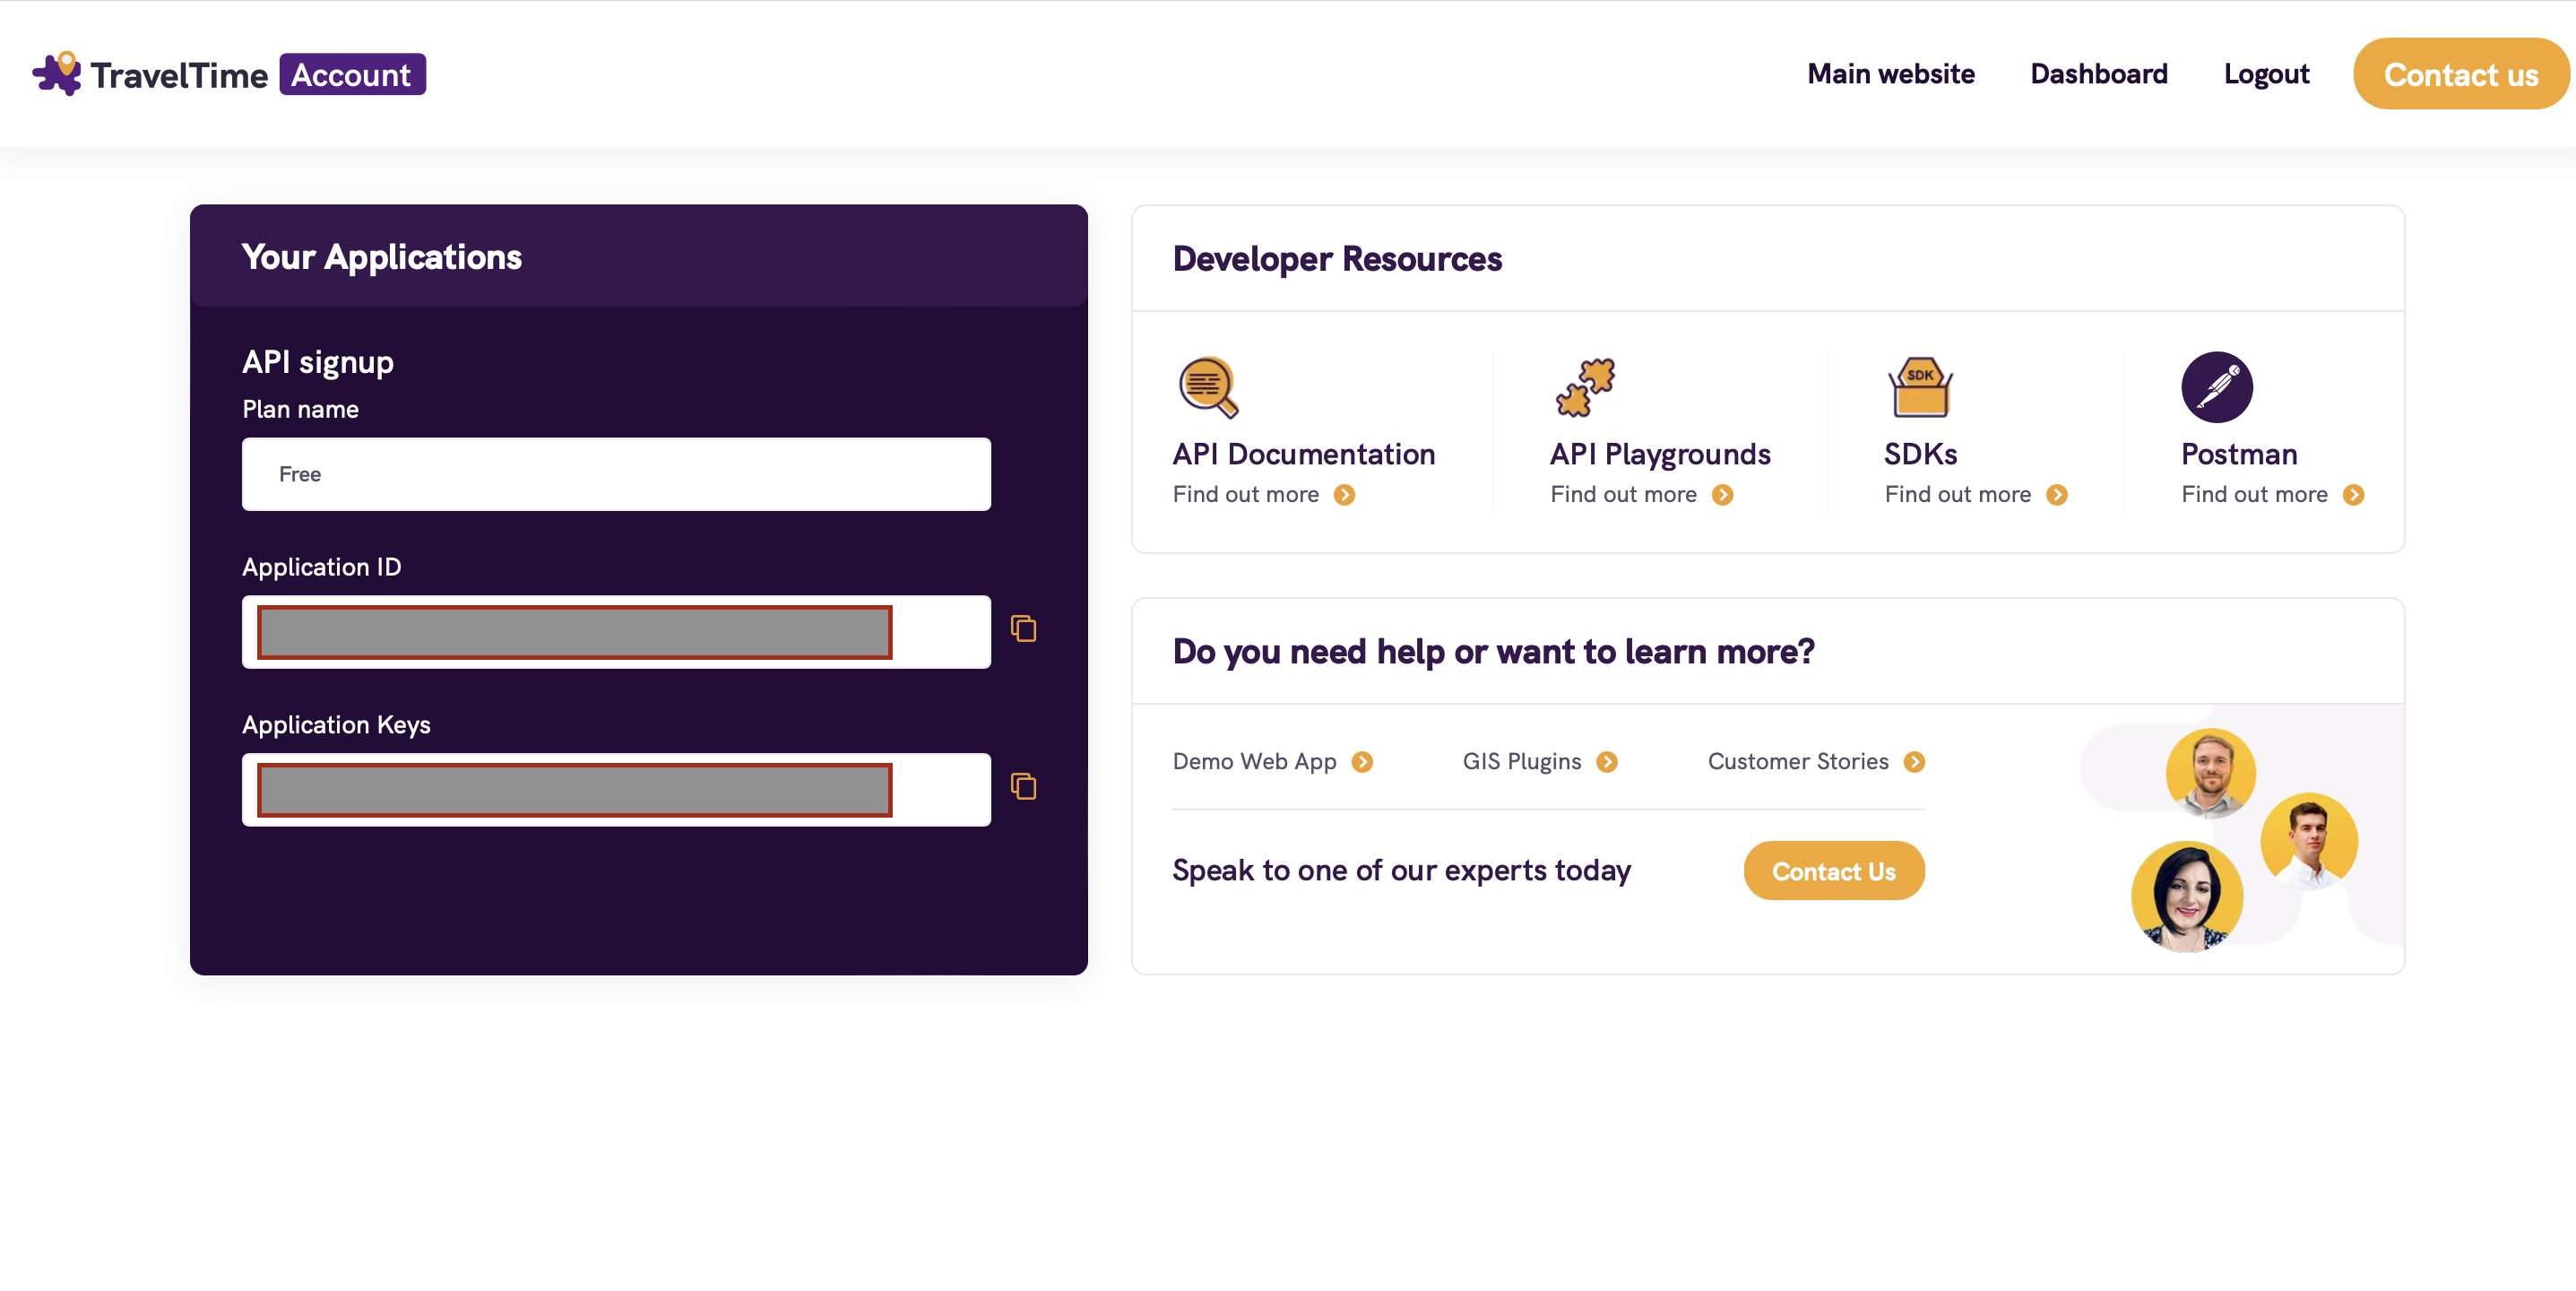 TravelTime Account
Main website
Dashboard
Logout
Contact us
Your Applications
API signup
Plan name
Free
Application ID
Application Keys
Developer Resources
API Documentation
Find out more
API Playgrounds
Find out more
SDK
SDKs
Find out more
Postman
Find out more
Do you need help or want to learn more?
Demo Web App
GIS Plugins
Customer Stories
Speak to one of our experts today
Contact Us